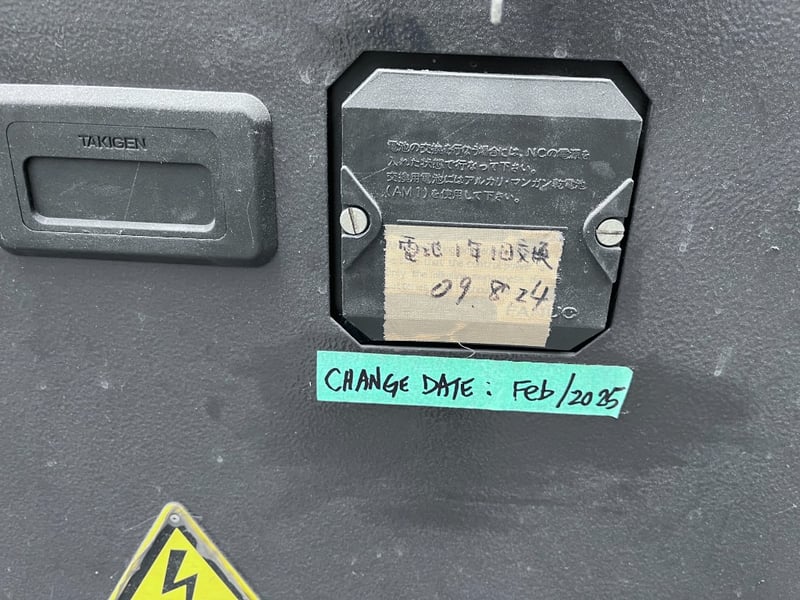 TAKIGEN
電池の交換を行なう場合には、NCの電源を
入れた状態で行なって下さい。
交換用電池にはアルカリ・マンガン乾電池
(AM1)を使用して下さい。
電池1年1回交換
09.8.24
FANUC
CHANGE DATE: Feb/2025